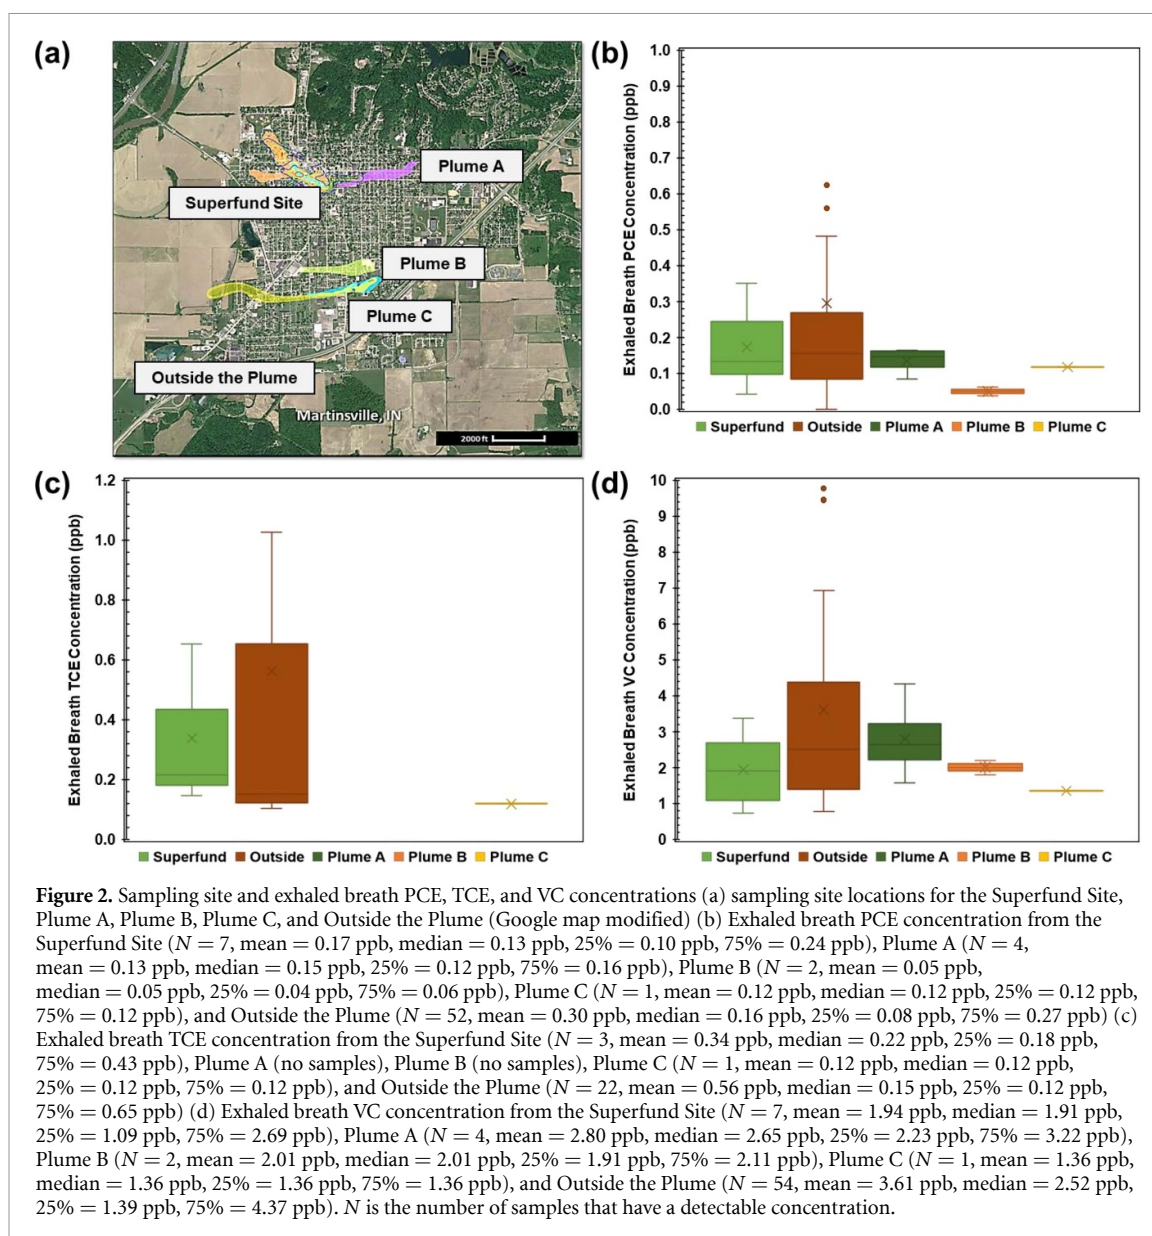 (a)
Superfund Site
Plume A
Plume B
Plume C
Outside the Plume
Martinsville, IN
2000 ft
(b)
Exhaled Breath PCE Concentration (ppb)
1.0
0.9
0.8
0.7
0.6
0.5
0.4
0.3
0.2
0.1
0.0
Superfund Outside Plume A Plume B Plume C
(c)
Exhaled Breath TCE Concentration (ppb)
1.2
1.0
0.8
0.6
0.4
0.2
0.0
Superfund Outside Plume A Plume B Plume C
(d)
Exhaled Breath VC Concentration (ppb)
10
9
8
7
6
5
4
3
2
1
0
Superfund Outside Plume A Plume B Plume C
Figure 2. Sampling site and exhaled breath PCE, TCE, and VC concentrations (a) sampling site locations for the Superfund Site,
Plume A, Plume B, Plume C, and Outside the Plume (Google map modified) (b) Exhaled breath PCE concentration from the
Superfund Site (N = 7, mean = 0.17 ppb, median = 0.13 ppb, 25% = 0.10 ppb, 75% = 0.24 ppb), Plume A (N = 4,
mean = 0.13 ppb, median = 0.15 ppb, 25% = 0.12 ppb, 75% = 0.16 ppb), Plume B (N = 2, mean = 0.05 ppb,
median = 0.05 ppb, 25% = 0.04 ppb, 75% = 0.06 ppb), Plume C (N = 1, mean = 0.12 ppb, median = 0.12 ppb, 25% = 0.12 ppb,
75% = 0.12 ppb), and Outside the Plume (N = 52, mean = 0.30 ppb, median = 0.16 ppb, 25% = 0.08 ppb, 75% = 0.27 ppb) (c)
Exhaled breath TCE concentration from the Superfund Site (N = 3, mean = 0.34 ppb, median = 0.22 ppb, 25% = 0.18 ppb,
75% = 0.43 ppb), Plume A (no samples), Plume B (no samples), Plume C (N = 1, mean = 0.12 ppb, median = 0.12 ppb,
25% = 0.12 ppb, 75% = 0.12 ppb), and Outside the Plume (N = 22, mean = 0.56 ppb, median = 0.15 ppb, 25% = 0.12 ppb,
75% = 0.65 ppb) (d) Exhaled breath VC concentration from the Superfund Site (N = 7, mean = 1.94 ppb, median = 1.91 ppb,
25% = 1.09 ppb, 75% = 2.69 ppb), Plume A (N = 4, mean = 2.80 ppb, median = 2.65 ppb, 25% = 2.23 ppb, 75% = 3.22 ppb),
Plume B (N = 2, mean = 2.01 ppb, median = 2.01 ppb, 25% = 1.91 ppb, 75% = 2.11 ppb), Plume C (N = 1, mean = 1.36 ppb,
median = 1.36 ppb, 25% = 1.36 ppb, 75% = 1.36 ppb), and Outside the Plume (N = 54, mean = 3.61 ppb, median = 2.52 ppb,
25% = 1.39 ppb, 75% = 4.37 ppb). N is the number of samples that have a detectable concentration.